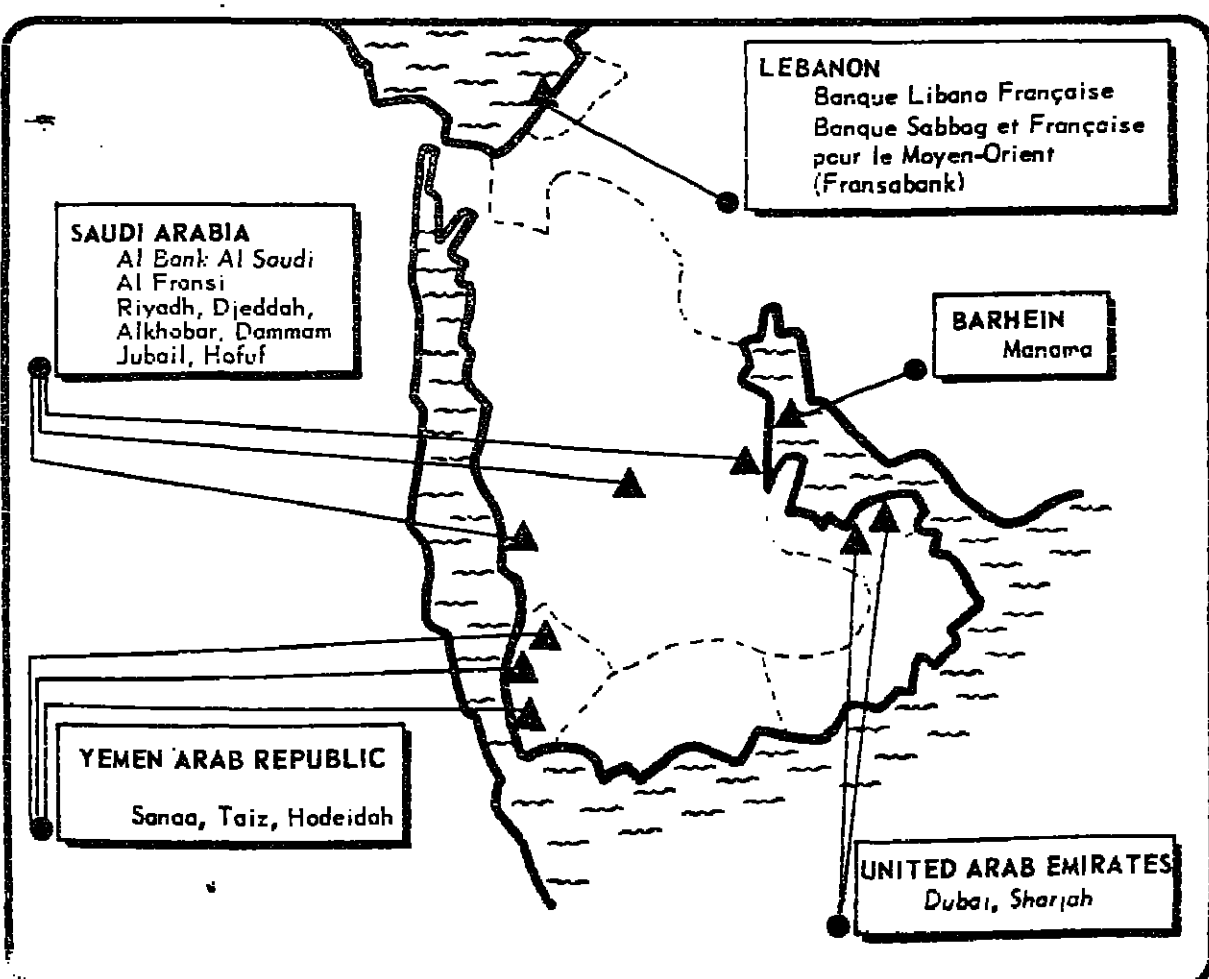 LEBANON
Banque Libano Française
Banque Sabbag et Française
pour le Moyen-Orient
(Fransabank)
SAUDI ARABIA
Al Bank Al Saudi
Al Fransi
Riyadh, Djeddah,
Alkhobar, Dammam
Jubail, Hofuf
BARHEIN
Manama
YEMEN ARAB REPUBLIC
Sanaa, Taiz, Hodeidah
UNITED ARAB EMIRATES
Dubai, Sharjah